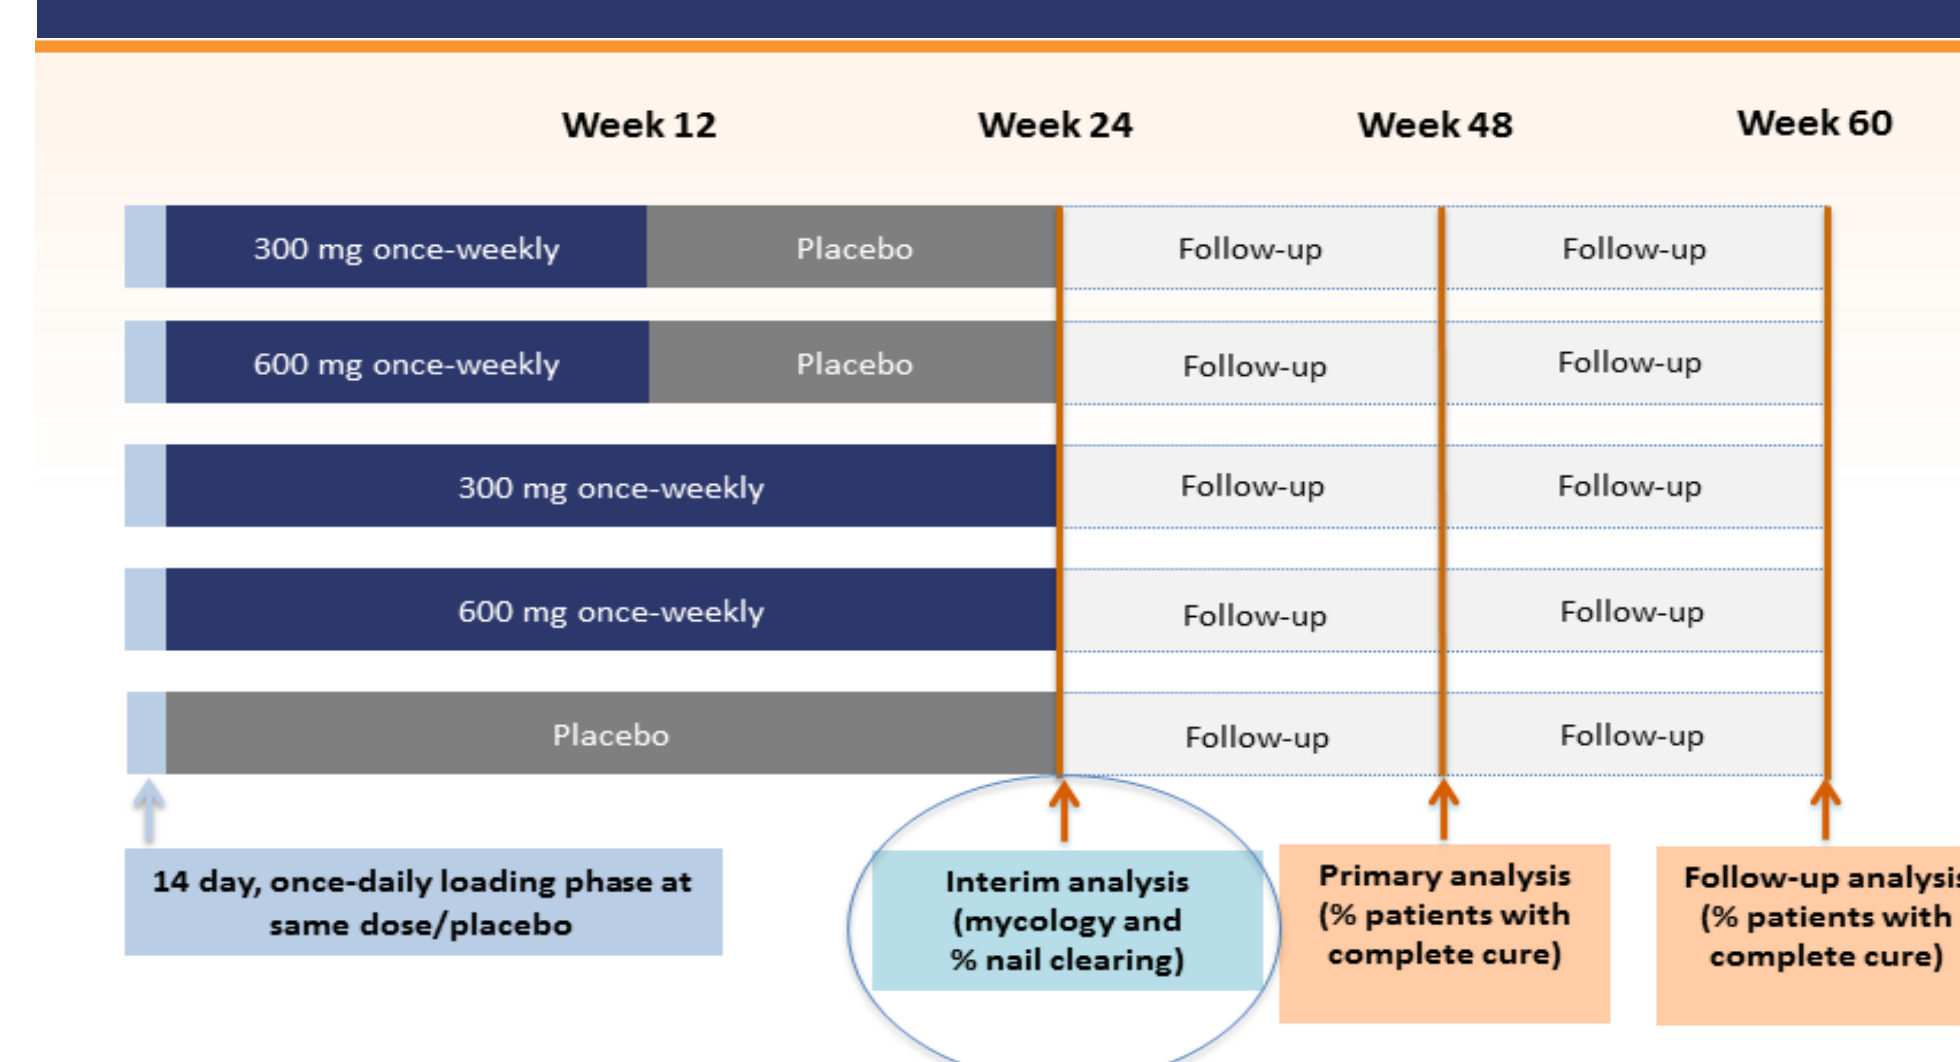 Week 12 Week 24 Week 48 Week 60
300 mg once-weekly Placebo Follow-up Follow-up
600 mg once-weekly Placebo Follow-up Follow-up
300 mg once-weekly Follow-up Follow-up
600 mg once-weekly Follow-up Follow-up
Placebo Follow-up Follow-up
14 day, once-daily loading phase at
same dose/placebo
Interim analysis
(mycology and
% nail clearing)
Primary analysis
(% patients with
complete cure)
Follow-up analysis
(% patients with
complete cure)